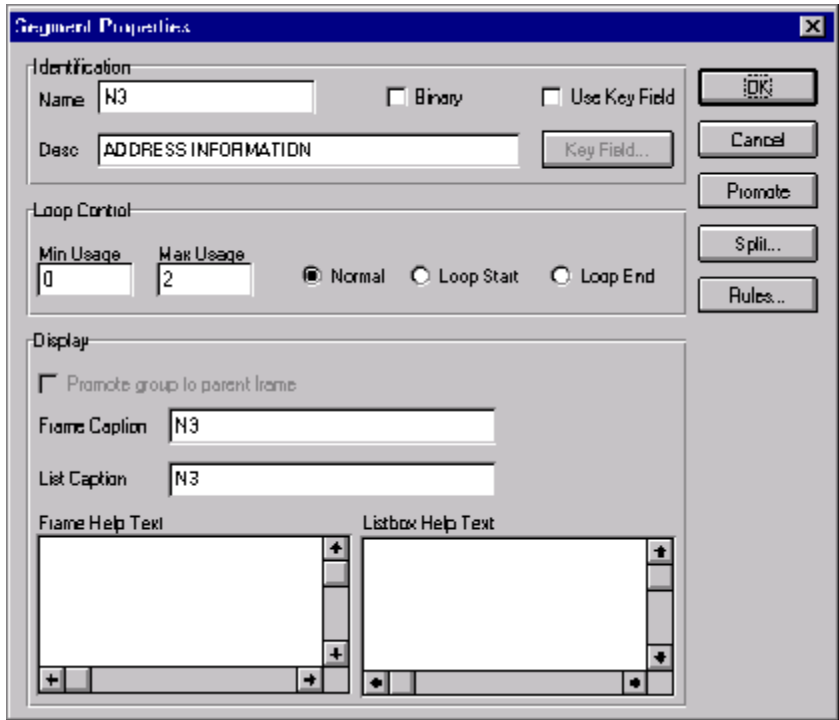 Segment Properties
Identification
Name N3 Binary Use Key Field
Desc ADDRESS INFORMATION Key Field...
OK
Cancel
Promote
Split...
Rules...
Loop Control
Min Usage Max Usage
0 2 Normal Loop Start Loop End
Display
Promote group to parent frame
Frame Caption N3
List Caption N3
Frame Help Text Listbox Help Text